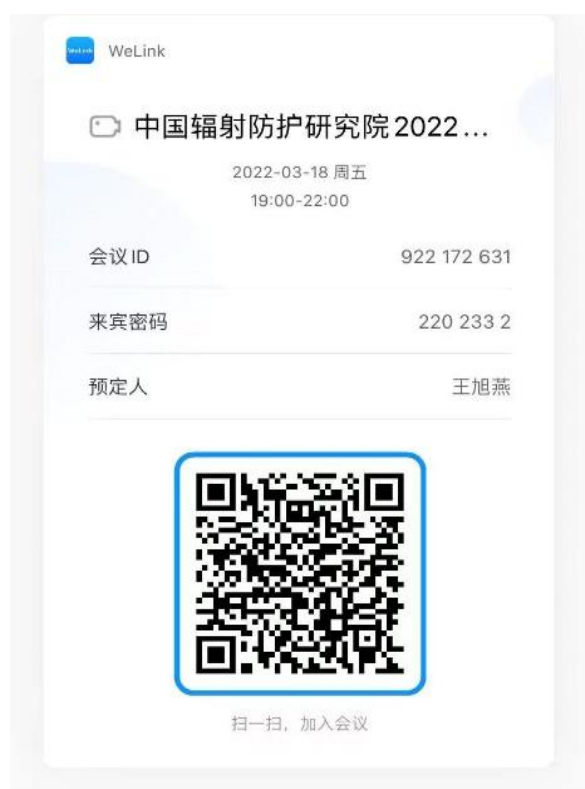 WeLink
中国辐射防护研究院2022...
2022-03-18 周五
19:00-22:00
会议ID 922 172 631
来宾密码 220 233 2
预定人 王旭燕
扫一扫，加入会议